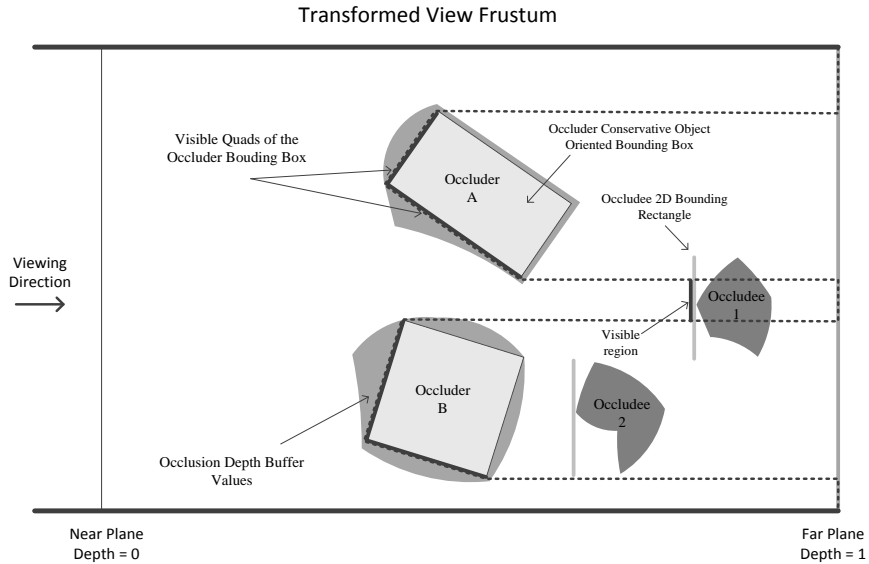 Transformed View Frustum
Visible Quads of the
Occluder Bouding Box
Occluder Conservative Object
Oriented Bounding Box
Occluder
A
Occludee 2D Bounding
Rectangle
Viewing
Direction
Occludee
1
Visible
region
Occluder
B
Occludee
2
Occlusion Depth Buffer
Values
Near Plane
Depth = 0
Far Plane
Depth = 1